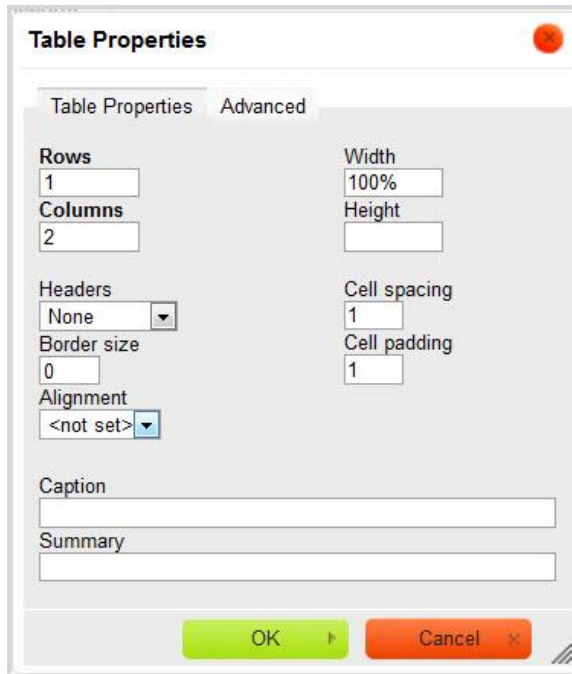 Table Properties
Table Properties Advanced
Rows Width
1 100%
Columns Height
2
Headers Cell spacing
None 1
Border size Cell padding
0 1
Alignment
<not set>
Caption
Summary
OK Cancel